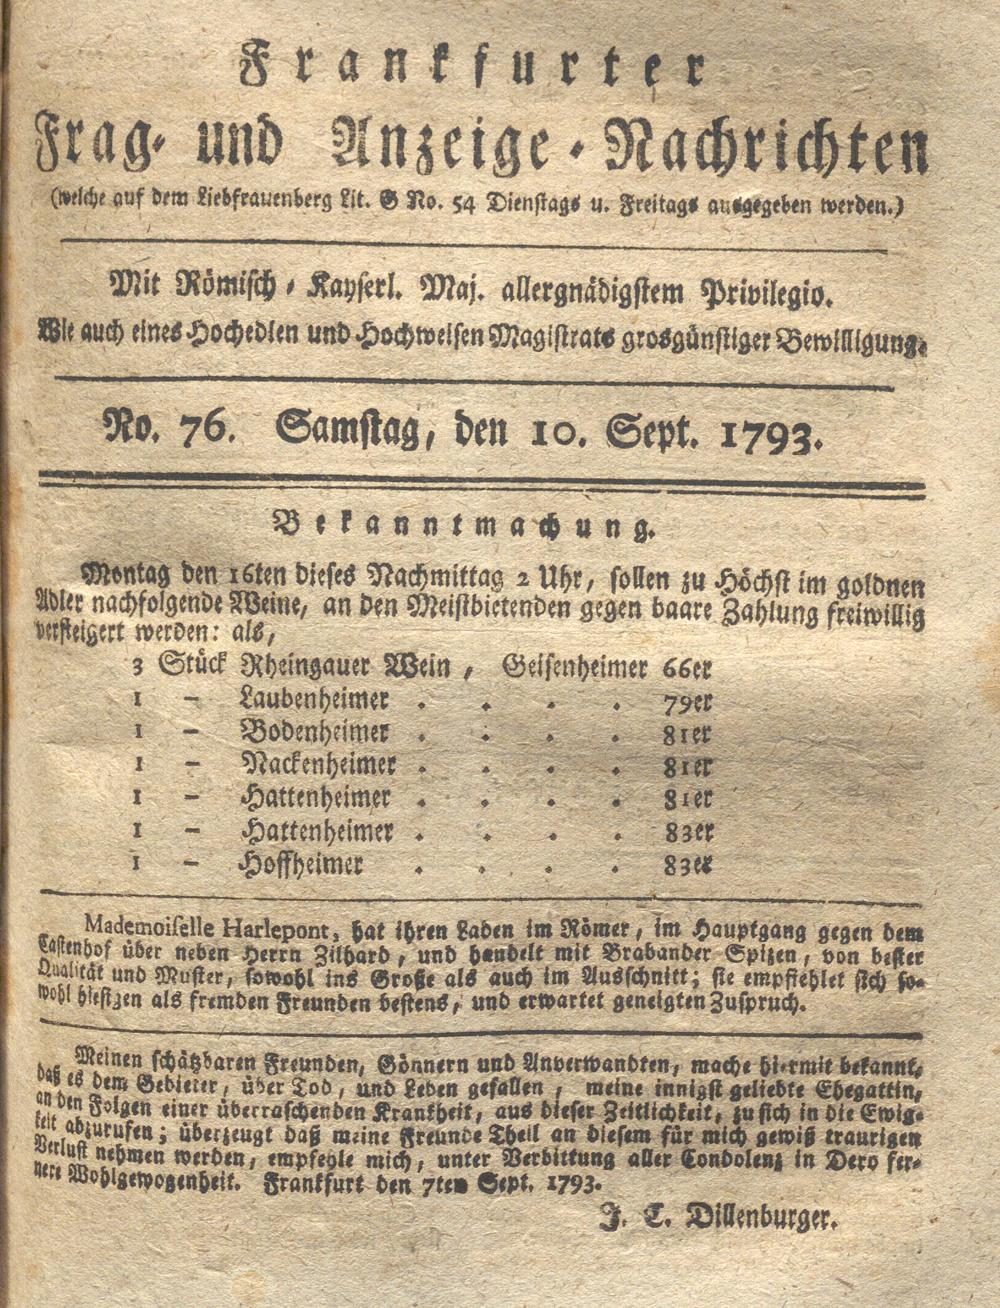 Frankfurter
Frag- und Anzeige-Nachrichten
(welche auf dem Liebfrauenberg Lit. G No. 54 Dienstags u. Freitags ausgegeben werden.)
Mit Römisch-Kayserl. Maj. allergnädigstem Privilegio.
Wie auch eines Hochedlen und Hochweisen Magistrats grosgünstiger Bewilligung.
No. 76. Samstag, den 10. Sept. 1793.
Bekanntmachung.
Montag den 16ten dieses Nachmittag 2 Uhr, sollen zu Höchst im goldnen
Adler nachfolgende Weine, an den Meistbietenden gegen baare Zahlung freiwillig
versteigert werden: als,
3 Stück Rheingauer Wein, Geisenheimer 66er
1 – Laubenheimer . . . . 79er
1 – Bodenheimer . . . . 81er
1 – Nackenheimer . . . . 81er
1 – Hattenheimer . . . . 81er
1 – Hattenheimer . . . . 83er
1 – Hoffheimer . . . . 83er
Mademoiselle Harlepont, hat ihren Laden im Römer, im Hauptgang gegen dem
Castenhof über neben Herrn Zilhard, und handelt mit Brabander Spitzen, von bester
Qualität und Muster, sowohl ins Große als auch im Ausschnitt; sie empfiehlet sich so-
wohl hiesigen als fremden Freunden bestens, und erwartet geneigten Zuspruch.
Meinen schätzbaren Freunden, Gönnern und Anverwandten, mache hiermit bekannt,
daß es dem Gebieter, über Tod, und Leben gefallen, meine innigst geliebte Ehegattin,
an den Folgen einer überraschenden Krankheit, aus dieser Zeitlichkeit, zu sich in die Ewig-
keit abzurufen; überzeugt daß meine Freunde Theil an diesem für mich gewiß traurigen
Verlust nehmen werden, empfehle mich, unter Verbittung aller Condolenz in Dero fer-
nere Wohlgewogenheit. Frankfurt den 7ten Sept. 1793.
J. C. Dillenburger.